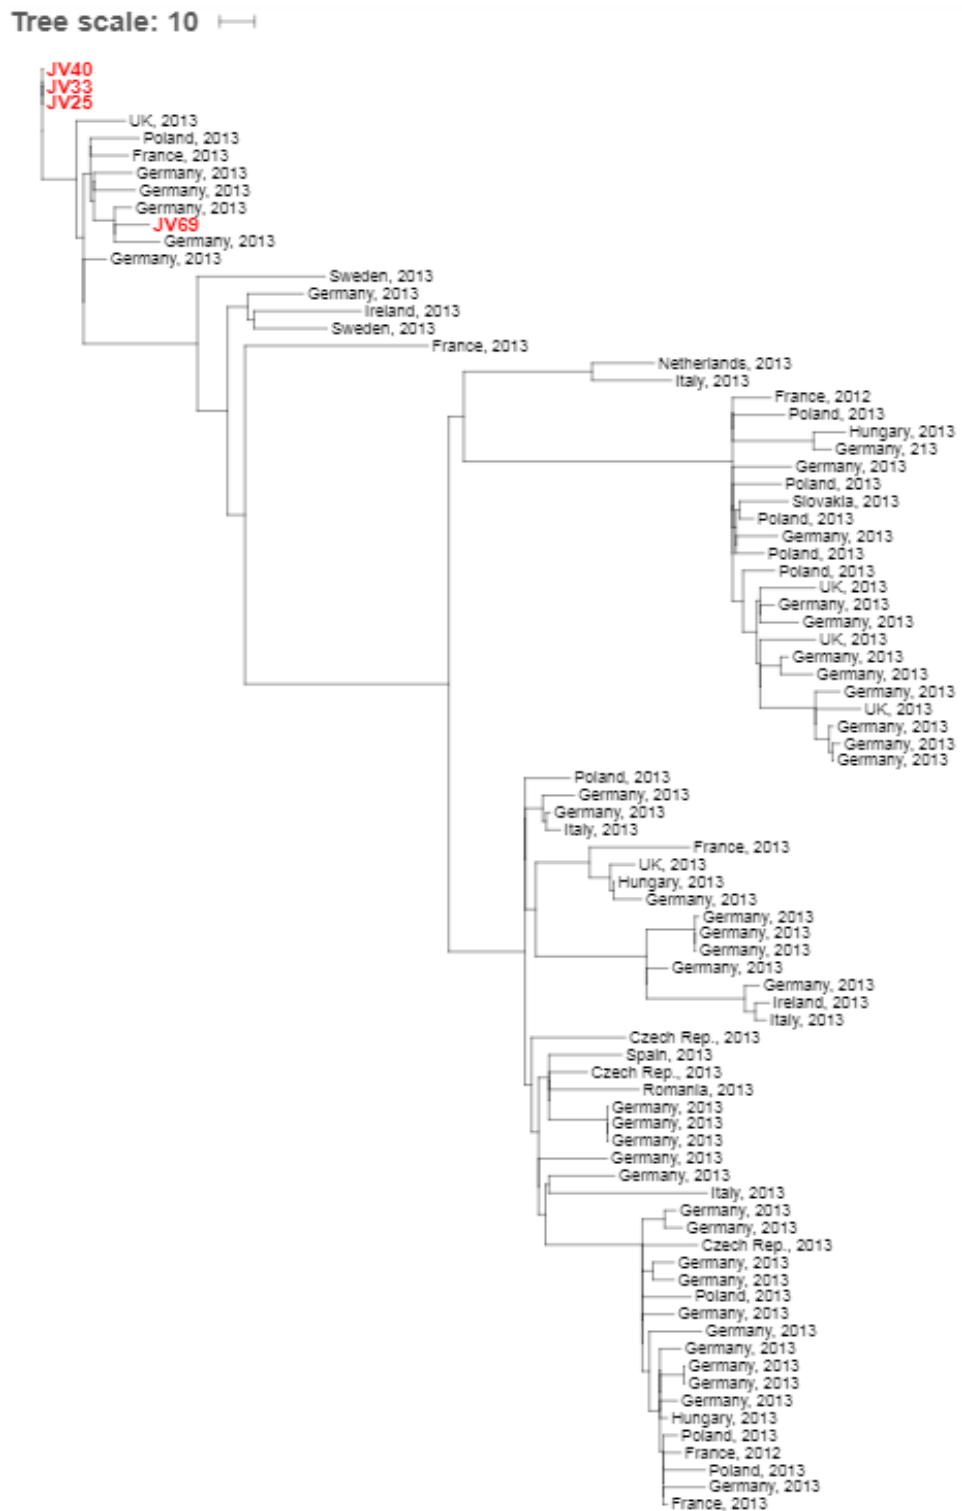 Tree scale: 10
JV40
JV33
JV25
UK, 2013
Poland, 2013
France, 2013
Germany, 2013
Germany, 2013
Germany, 2013
JV69
Germany, 2013
Germany, 2013
Sweden, 2013
Germany, 2013
Ireland, 2013
Sweden, 2013
France, 2013
Netherlands, 2013
Italy, 2013
France, 2012
Poland, 2013
Hungary, 2013
Germany, 213
Germany, 2013
Poland, 2013
Slovakia, 2013
Poland, 2013
Germany, 2013
Poland, 2013
Poland, 2013
UK, 2013
Germany, 2013
Germany, 2013
UK, 2013
Germany, 2013
Germany, 2013
Germany, 2013
UK, 2013
Germany, 2013
Germany, 2013
Germany, 2013
Poland, 2013
Germany, 2013
Germany, 2013
Italy, 2013
France, 2013
UK, 2013
Hungary, 2013
Germany, 2013
Germany, 2013
Germany, 2013
Germany, 2013
Germany, 2013
Germany, 2013
Ireland, 2013
Italy, 2013
Czech Rep., 2013
Spain, 2013
Czech Rep., 2013
Romania, 2013
Germany, 2013
Germany, 2013
Germany, 2013
Germany, 2013
Germany, 2013
Italy, 2013
Germany, 2013
Germany, 2013
Czech Rep., 2013
Germany, 2013
Germany, 2013
Poland, 2013
Germany, 2013
Germany, 2013
Germany, 2013
Germany, 2013
Germany, 2013
Germany, 2013
Hungary, 2013
Poland, 2013
France, 2012
Poland, 2013
Germany, 2013
France, 2013